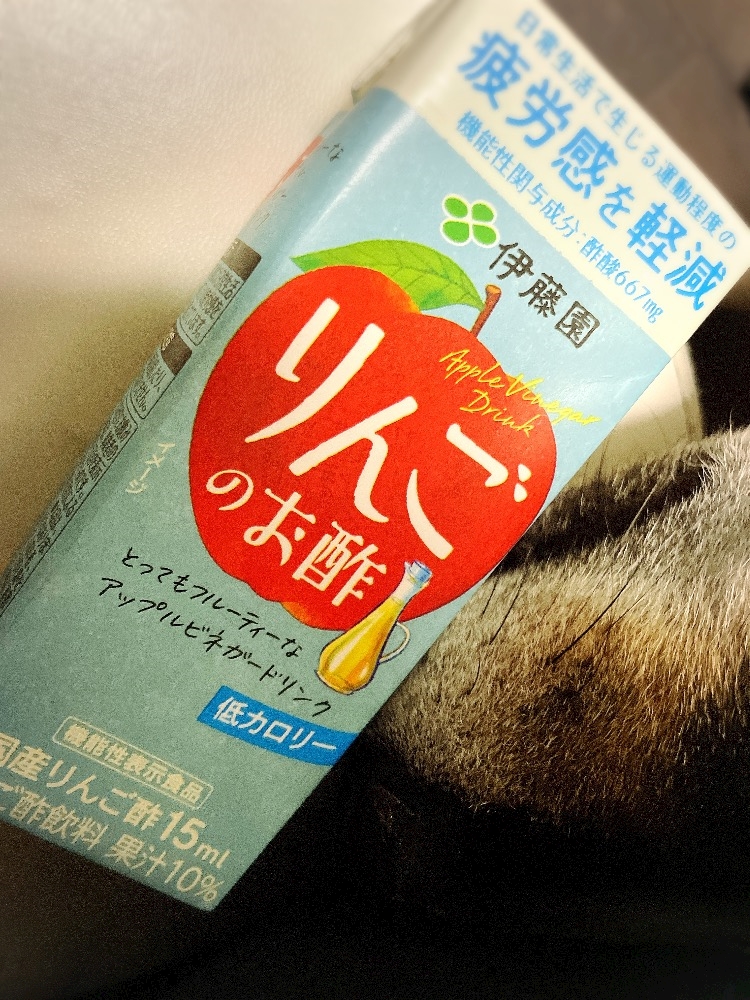 日常生活で生じる運動程度の
疲労感を軽減
機能性関与成分:酢酸667mg
伊藤園
Apple Vinegar
Drink
りんご
のお酢
イメージ
とってもフルーティーな
アップルビネガードリンク
低カロリー
機能性表示食品
国産りんご酢15ml
ご酢飲料 果汁10%